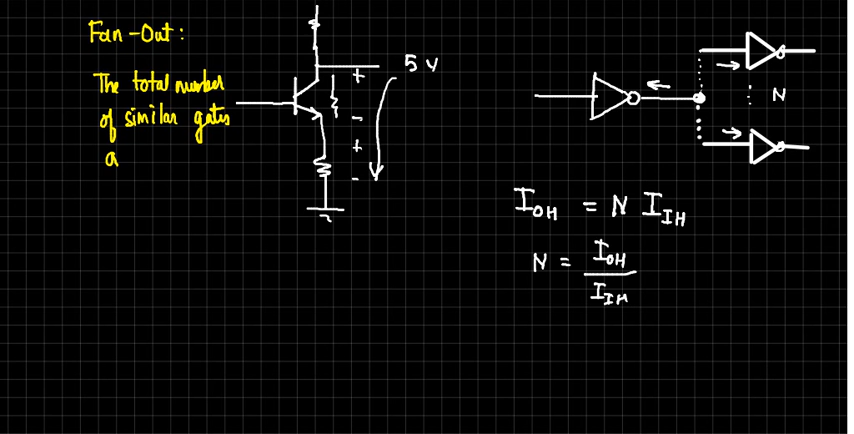 Fan-Out:
The total number
of similar gates
a
+
-
+
-
5 V
N
I_OH = N I_IH
N = I_OH / I_IH